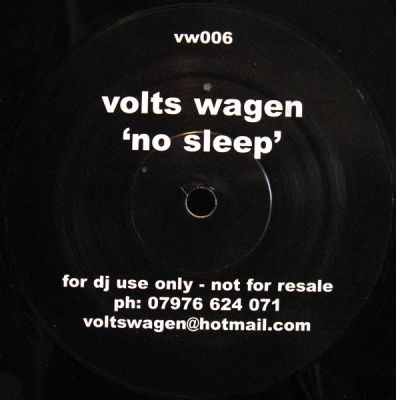 vw006
volts wagen
‘no sleep’
for dj use only - not for resale
ph: 07976 624 071
voltswagen@hotmail.com